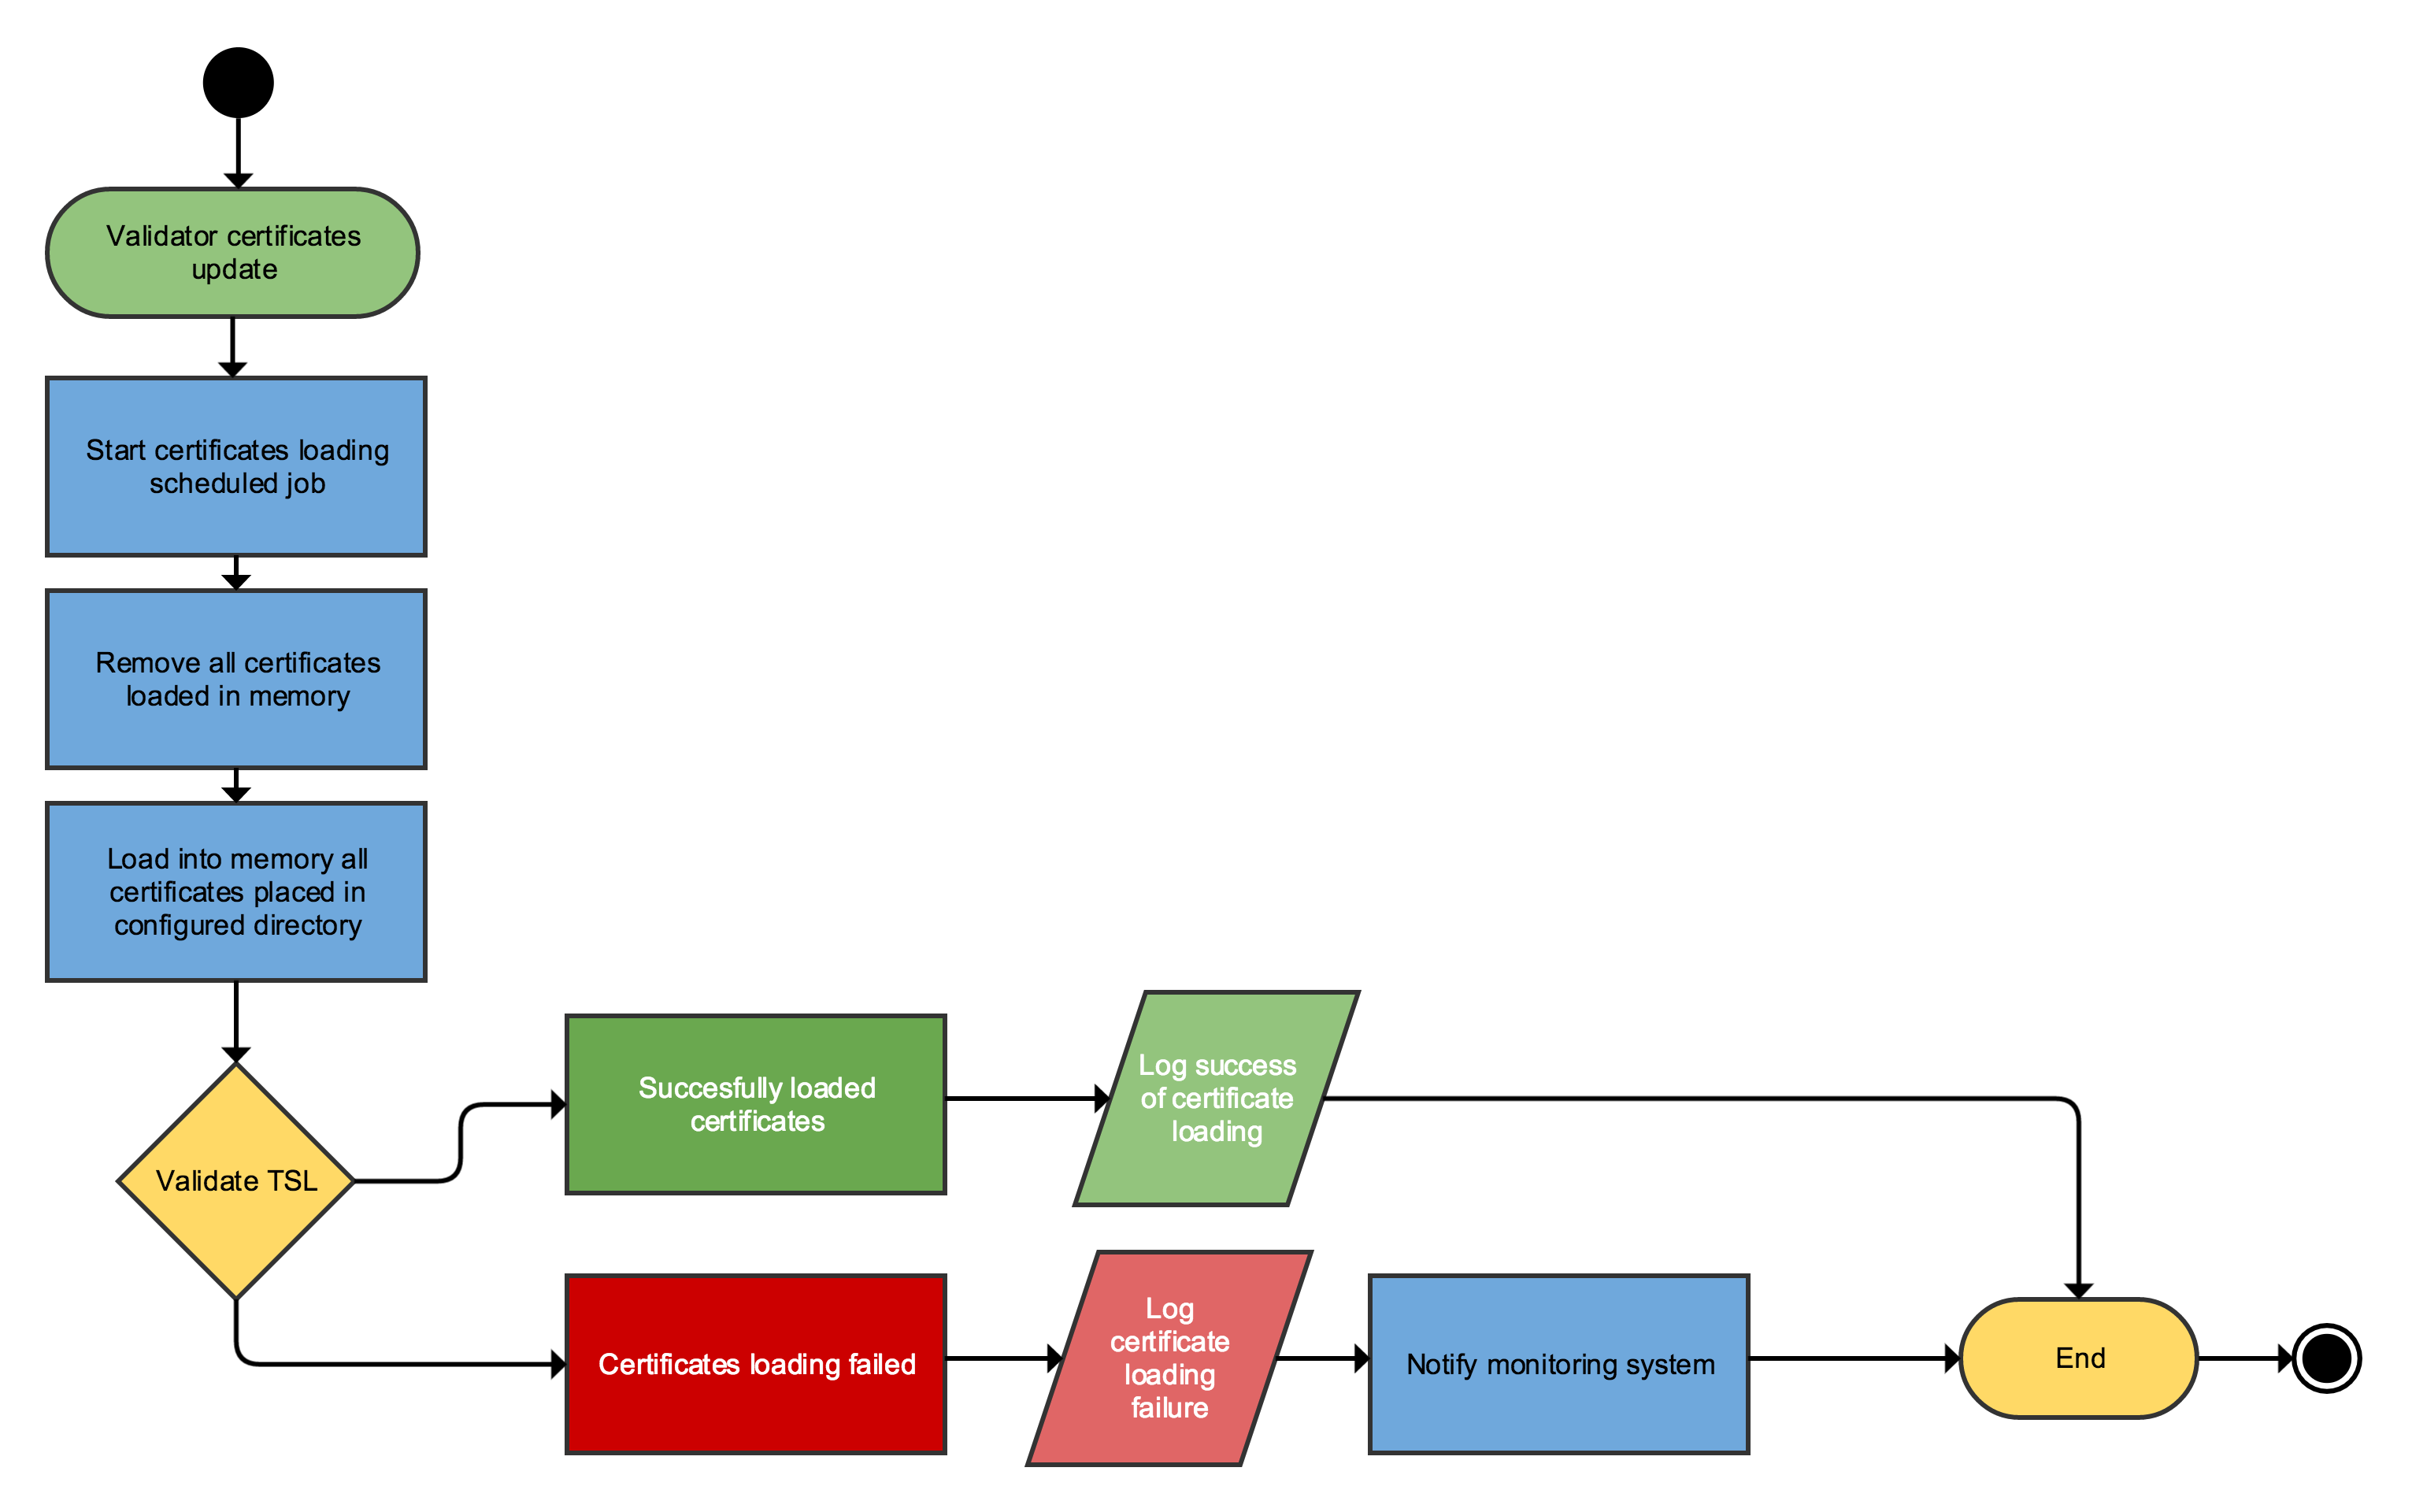 Validator certificates
update
Start certificates loading
scheduled job
Remove all certificates
loaded in memory
Load into memory all
certificates placed in
configured directory
Validate TSL
Succesfully loaded
certificates
Log success
of certificate
loading
Certificates loading failed
Log
certificate
loading
failure
Notify monitoring system
End